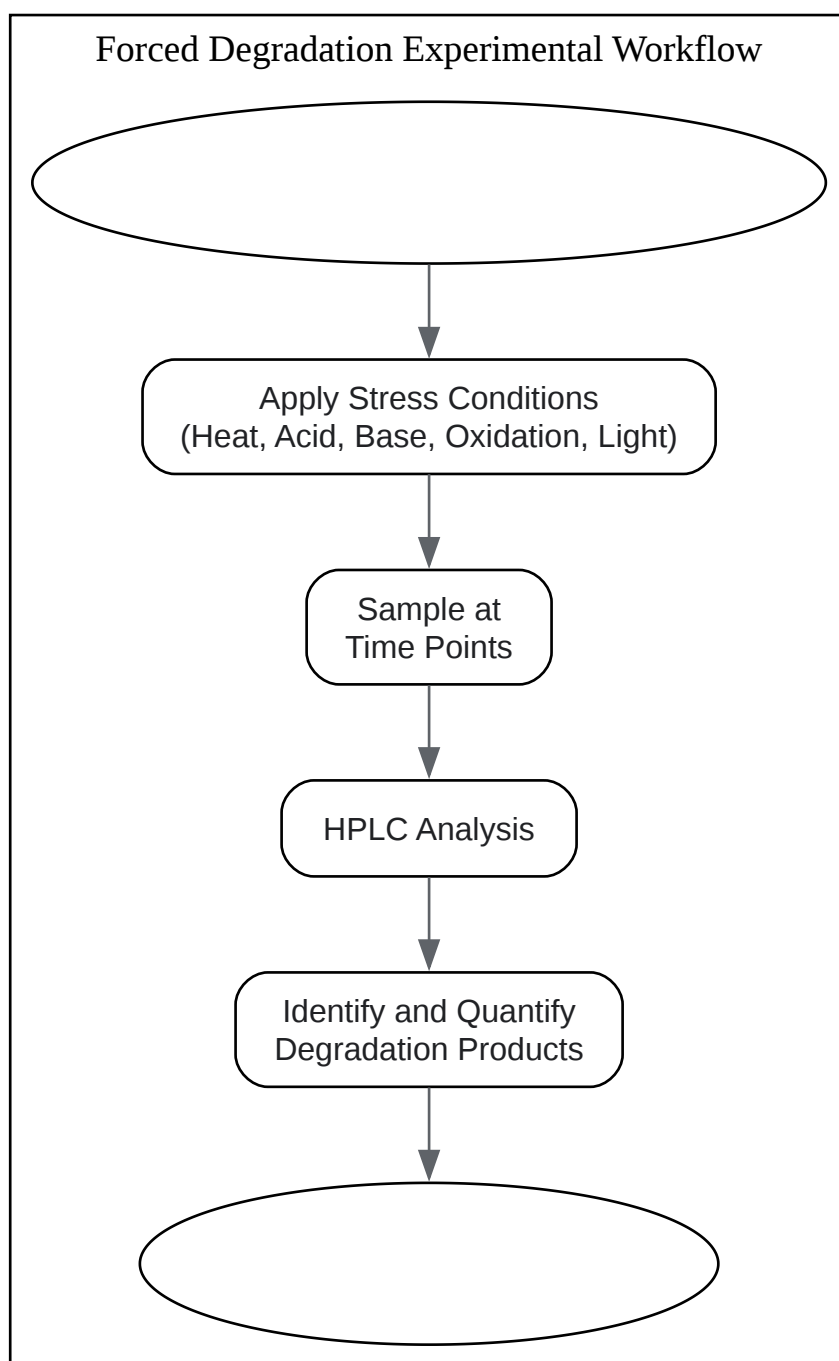 Forced Degradation Experimental Workflow
Apply Stress Conditions
(Heat, Acid, Base, Oxidation, Light)
Sample at
Time Points
HPLC Analysis
Identify and Quantify
Degradation Products